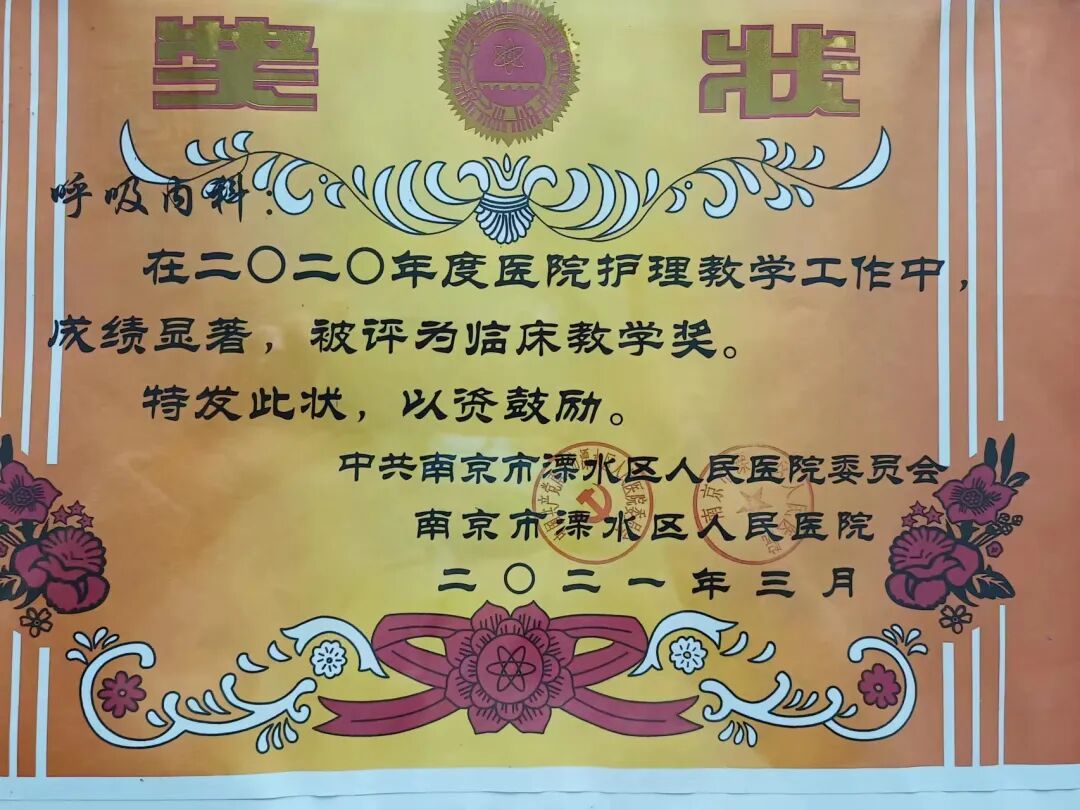 奖状
呼吸内科：
在二〇二〇年度医院护理教学工作中，
成绩显著，被评为临床教学奖。
特发此状，以资鼓励。
中共南京市溧水区人民医院委员会
南京市溧水区人民医院
二〇二一年三月